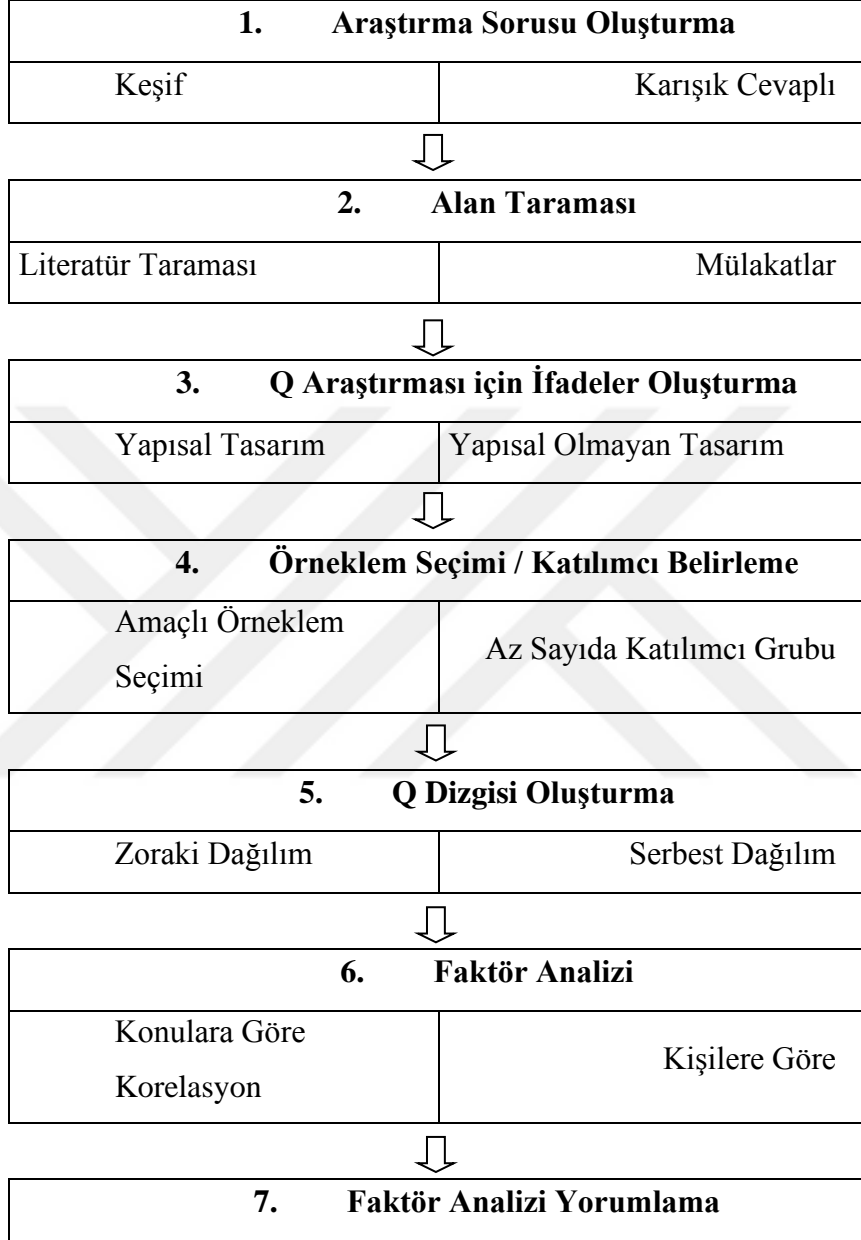 1. Araştırma Sorusu Oluşturma
Keşif Karışık Cevaplı
2. Alan Taraması
Literatür Taraması Mülakatlar
3. Q Araştırması için İfadeler Oluşturma
Yapısal Tasarım Yapısal Olmayan Tasarım
4. Örneklem Seçimi / Katılımcı Belirleme
Amaçlı Örneklem
Seçimi
Az Sayıda Katılımcı Grubu
5. Q Dizgisi Oluşturma
Zoraki Dağılım Serbest Dağılım
6. Faktör Analizi
Konulara Göre
Korelasyon
Kişilere Göre
7. Faktör Analizi Yorumlama